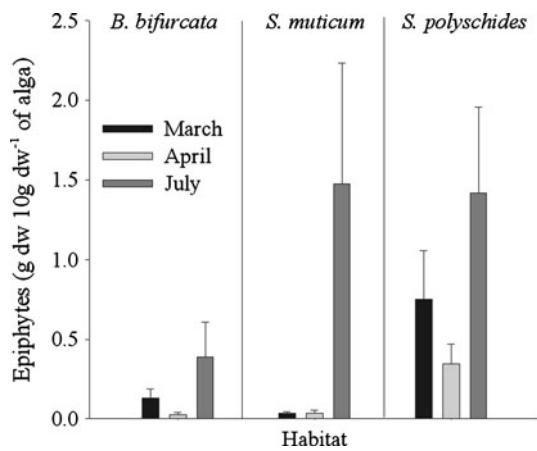 B. bifurcata S. muticum S. polyschides
2.5
2.0
1.5
1.0
0.5
0.0
Epiphytes (g dw 10g dw⁻¹ of alga)
March
April
July
Habitat